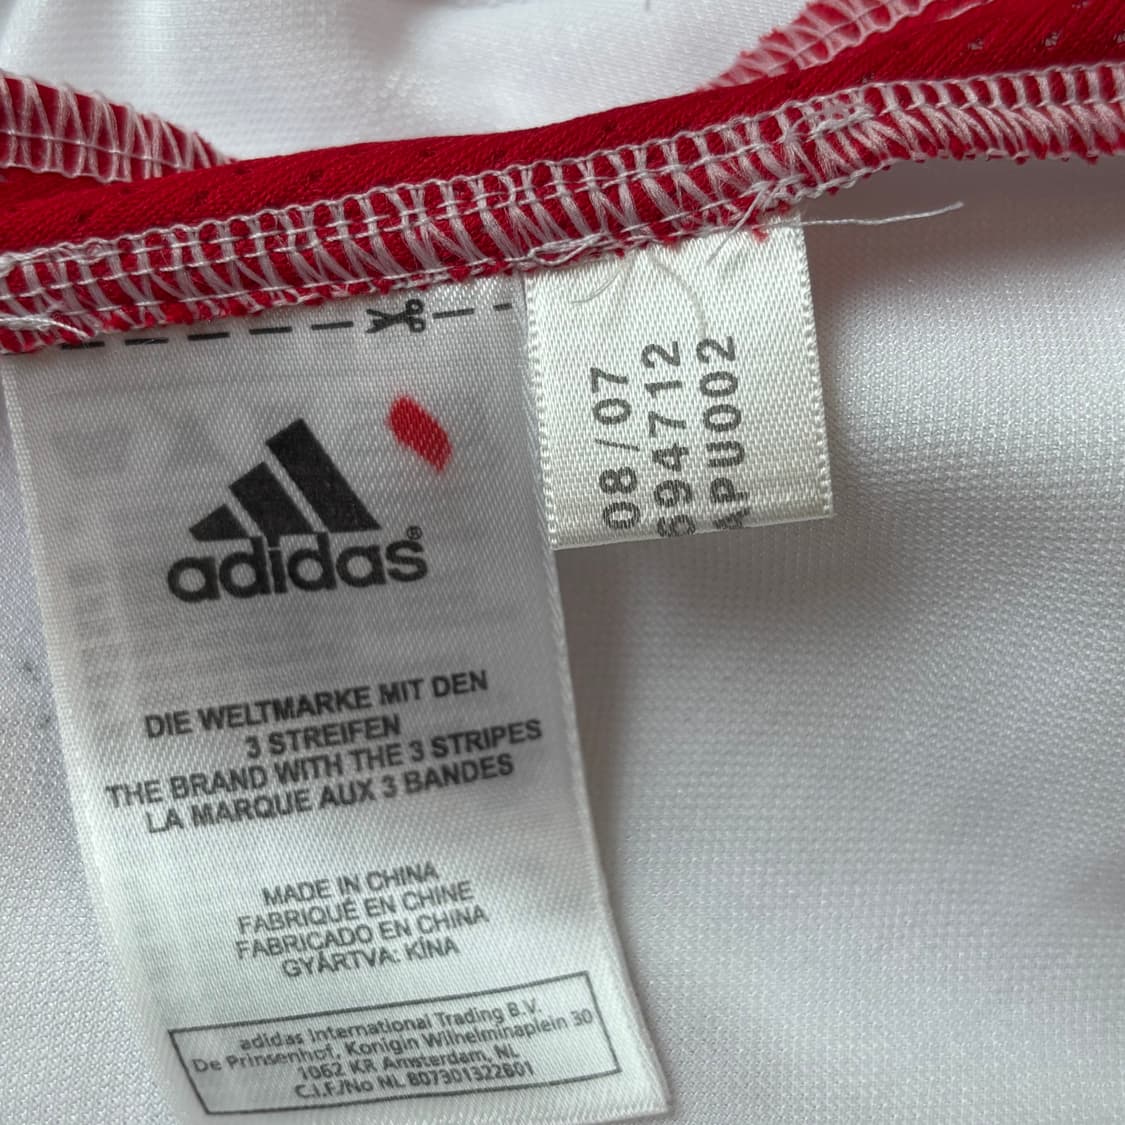 adidas®
DIE WELTMARKE MIT DEN
3 STREIFEN
THE BRAND WITH THE 3 STRIPES
LA MARQUE AUX 3 BANDES
MADE IN CHINA
FABRIQUÉ EN CHINE
FABRICADO EN CHINA
GYÁRTVA: KÍNA
adidas International Trading B.V.
De Prinsenhof, Konigin Wilhelminaplein 30
1062 KR Amsterdam, NL
C.I.F./No NL 807301322B01
08/07
694712
APU002